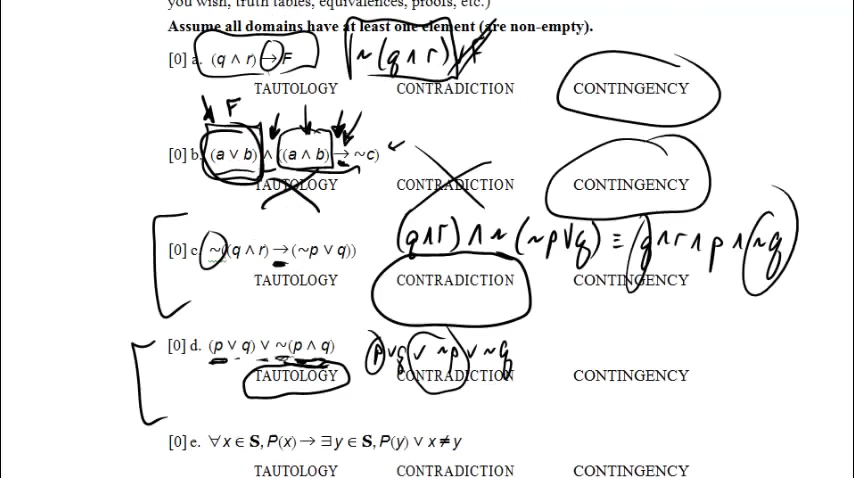 you wish, truth tables, equivalences, proofs, etc.)
Assume all domains have at least one element (are non-empty).
[0] a. (q ∧ r) → F ~(q ∧ r) ∨ F
TAUTOLOGY CONTRADICTION CONTINGENCY
F
[0] b. (a ∨ b) ∧ ((a ∧ b) → ~c)
TAUTOLOGY CONTRADICTION CONTINGENCY
(q∧r) ∧ ~(~p∨q) ≡ q∧r∧p∧~q
[0] c. ~((q ∧ r) → (~p ∨ q))
TAUTOLOGY CONTRADICTION CONTINGENCY
[0] d. (p ∨ q) ∨ ~(p ∧ q) p∨q∨~p∨~q
TAUTOLOGY CONTRADICTION CONTINGENCY
[0] e. ∀x ∈ S, P(x) → ∃y ∈ S, P(y) ∨ x ≠ y
TAUTOLOGY CONTRADICTION CONTINGENCY